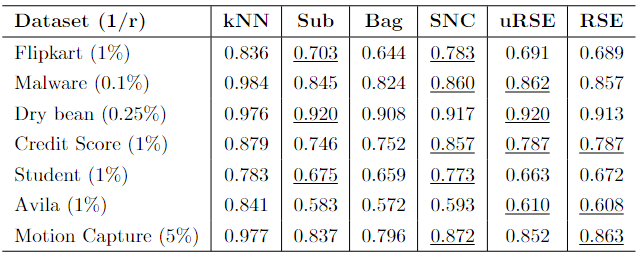 Dataset (1/r) kNN Sub Bag SNC uRSE RSE
Flipkart (1%) 0.836 0.703 0.644 0.783 0.691 0.689
Malware (0.1%) 0.984 0.845 0.824 0.860 0.862 0.857
Dry bean (0.25%) 0.976 0.920 0.908 0.917 0.920 0.913
Credit Score (1%) 0.879 0.746 0.752 0.857 0.787 0.787
Student (1%) 0.783 0.675 0.659 0.773 0.663 0.672
Avila (1%) 0.841 0.583 0.572 0.593 0.610 0.608
Motion Capture (5%) 0.977 0.837 0.796 0.872 0.852 0.863